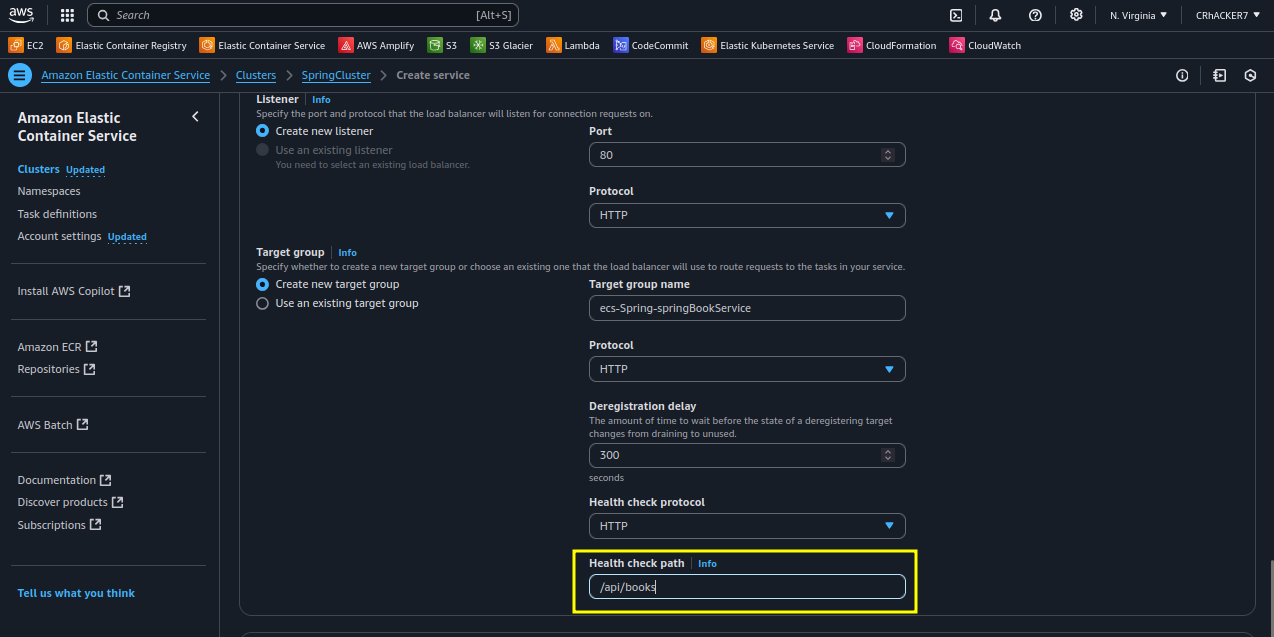 aws
Search [Alt+S]
N. Virginia
CRhACKER7
EC2
Elastic Container Registry
Elastic Container Service
AWS Amplify
S3
S3 Glacier
Lambda
CodeCommit
Elastic Kubernetes Service
CloudFormation
CloudWatch
Amazon Elastic Container Service
Clusters
SpringCluster
Create service
Amazon Elastic
Container Service
Clusters Updated
Namespaces
Task definitions
Account settings Updated
Install AWS Copilot
Amazon ECR
Repositories
AWS Batch
Documentation
Discover products
Subscriptions
Tell us what you think
Listener Info
Specify the port and protocol that the load balancer will listen for connection requests on.
Create new listener
Use an existing listener
You need to select an existing load balancer.
Port
80
Protocol
HTTP
Target group Info
Specify whether to create a new target group or choose an existing one that the load balancer will use to route requests to the tasks in your service.
Create new target group
Use an existing target group
Target group name
ecs-Spring-springBookService
Protocol
HTTP
Deregistration delay
The amount of time to wait before the state of a deregistering target
changes from draining to unused.
300
seconds
Health check protocol
HTTP
Health check path Info
/api/books